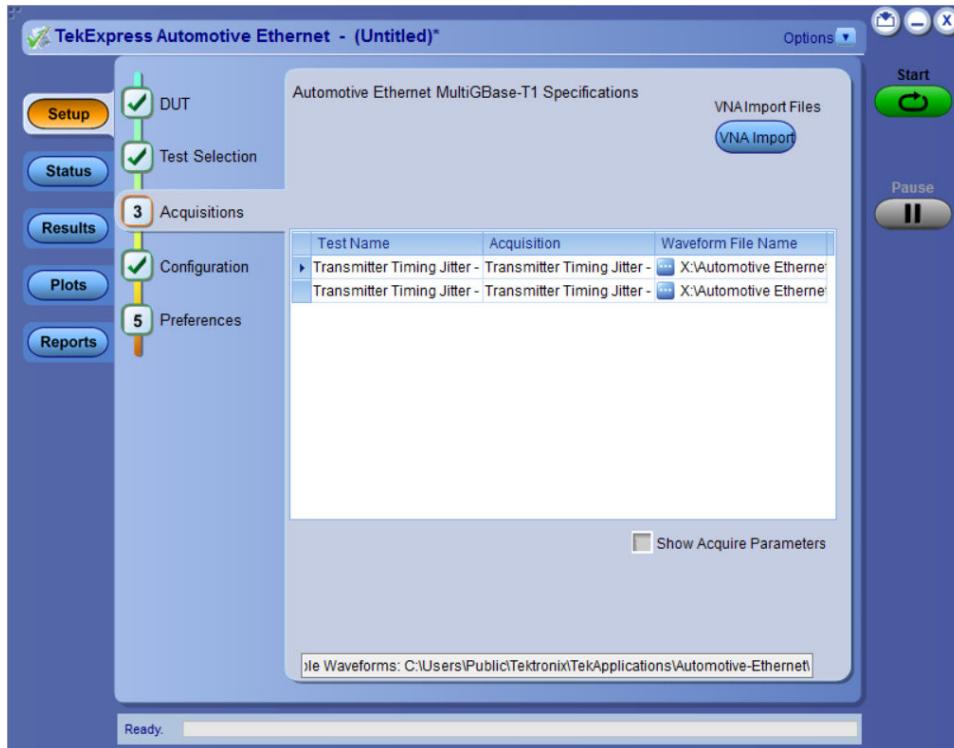 TekExpress Automotive Ethernet - (Untitled)*
Options
X
Start
Pause
Setup
Status
Results
Plots
Reports
DUT
Test Selection
3 Acquisitions
Configuration
5 Preferences
Automotive Ethernet MultiGBase-T1 Specifications
VNA Import Files
VNA Import
Test Name Acquisition Waveform File Name
Transmitter Timing Jitter - Transmitter Timing Jitter - X:\Automotive Etherne
Transmitter Timing Jitter - Transmitter Timing Jitter - X:\Automotive Etherne
Show Acquire Parameters
le Waveforms: C:\Users\Public\Tektronix\TekApplications\Automotive-Ethernet\
Ready.